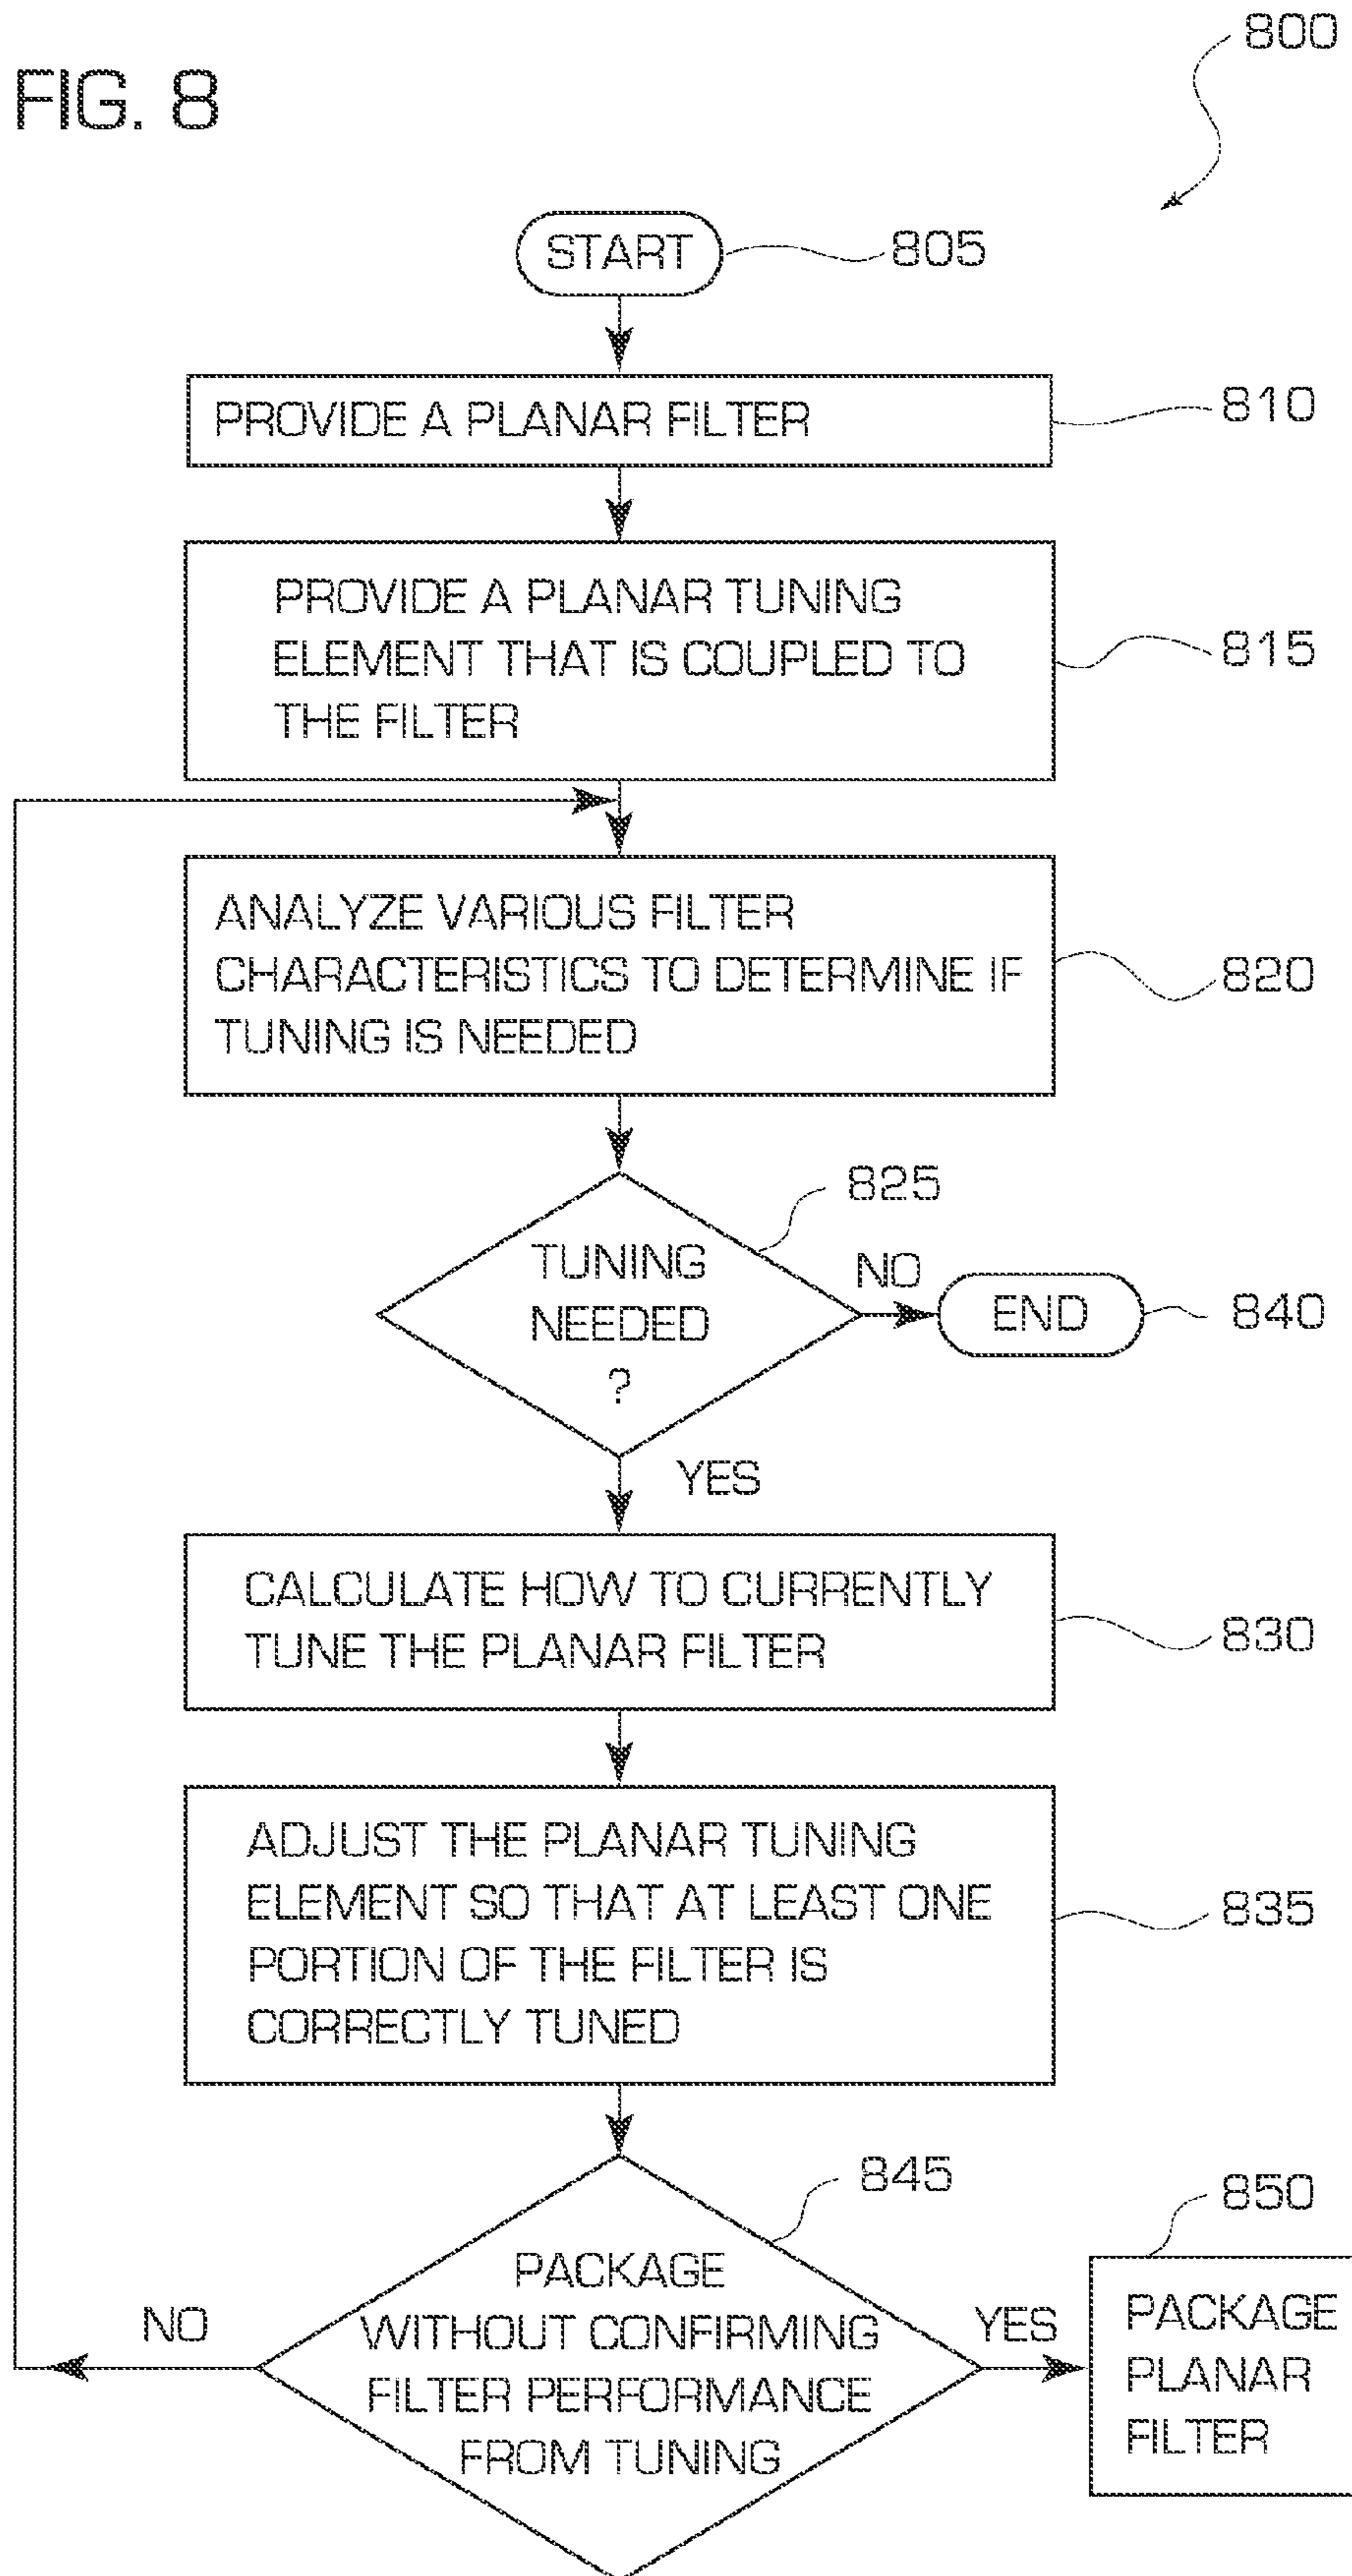 800
FIG. 8
START
805
PROVIDE A PLANAR FILTER
810
PROVIDE A PLANAR TUNING
ELEMENT THAT IS COUPLED TO
THE FILTER
815
ANALYZE VARIOUS FILTER
CHARACTERISTICS TO DETERMINE IF
TUNING IS NEEDED
820
825
TUNING
NEEDED
?
NO
END
840
YES
CALCULATE HOW TO CURRENTLY
TUNE THE PLANAR FILTER
830
ADJUST THE PLANAR TUNING
ELEMENT SO THAT AT LEAST ONE
PORTION OF THE FILTER IS
CORRECTLY TUNED
835
845
PACKAGE
WITHOUT CONFIRMING
FILTER PERFORMANCE
FROM TUNING
NO
YES
850
PACKAGE
PLANAR
FILTER